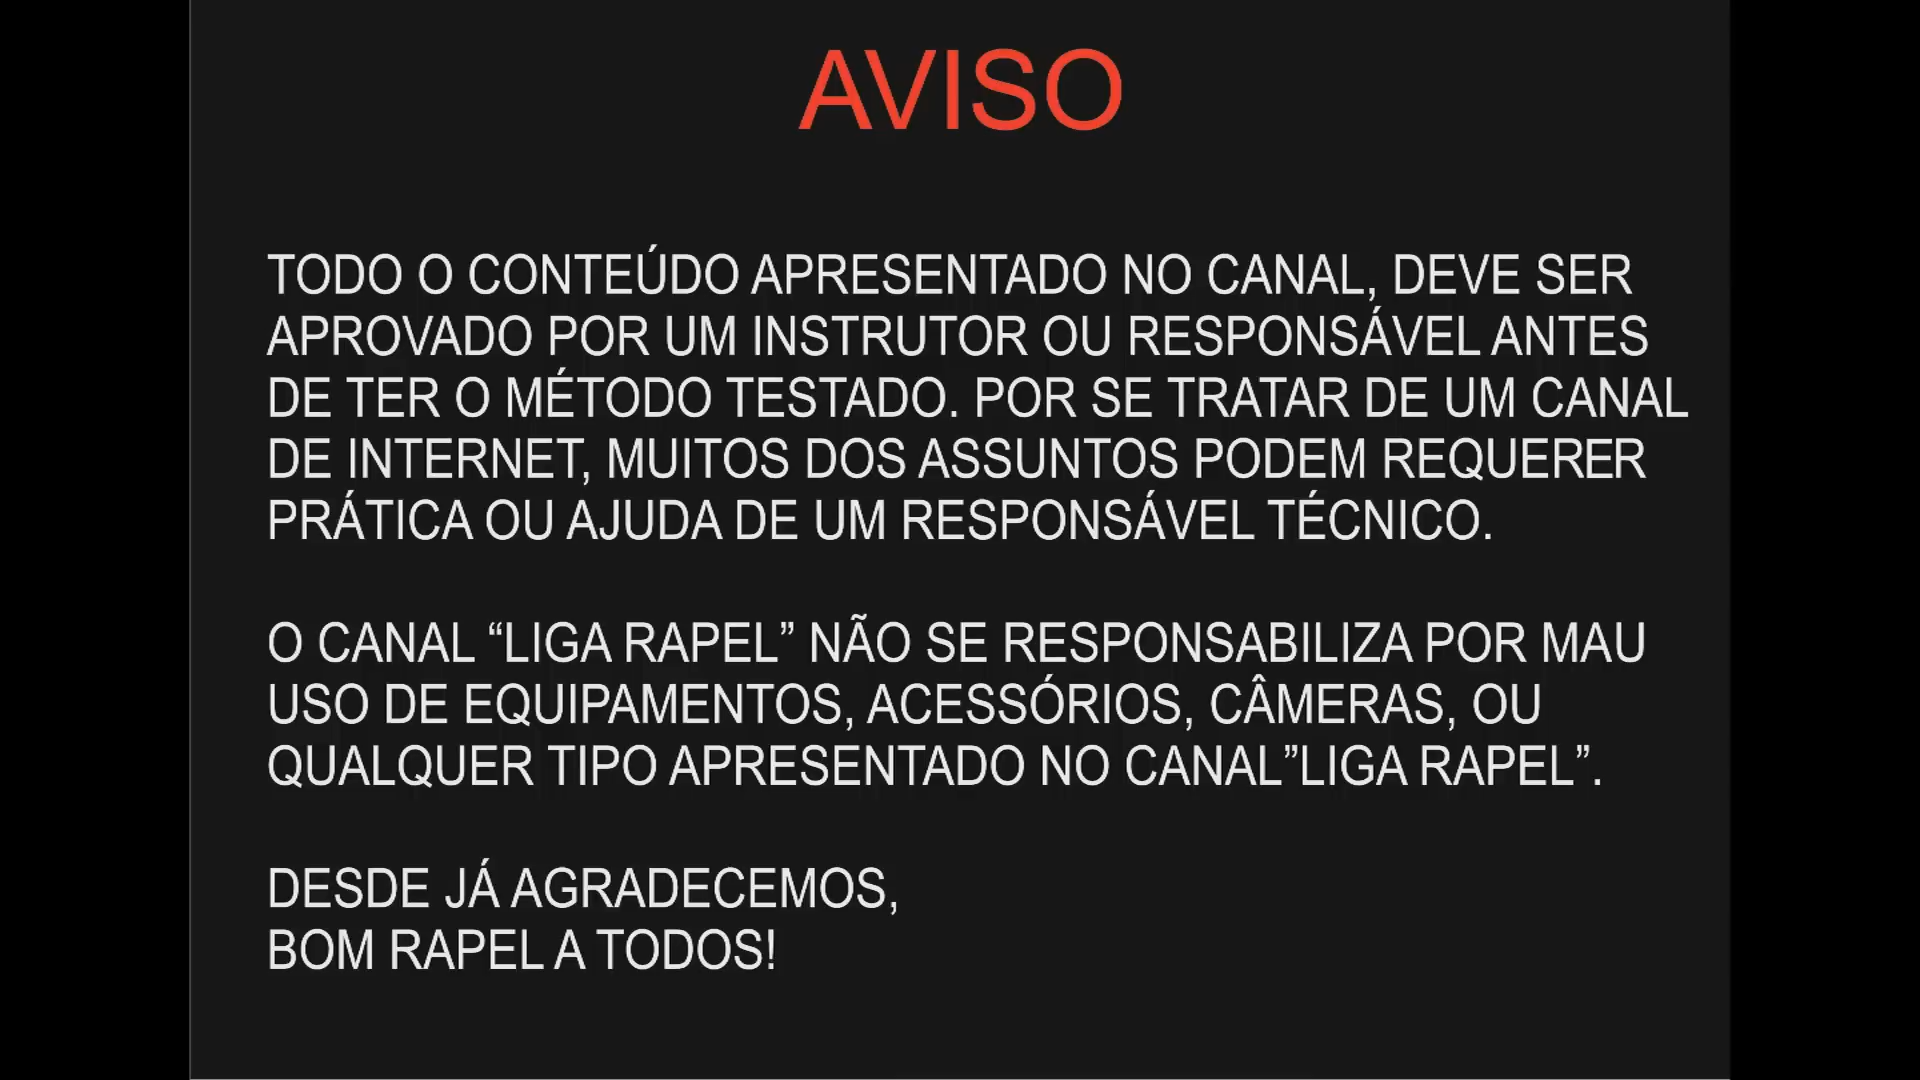 AVISO
TODO O CONTEÚDO APRESENTADO NO CANAL, DEVE SER
APROVADO POR UM INSTRUTOR OU RESPONSÁVEL ANTES
DE TER O MÉTODO TESTADO. POR SE TRATAR DE UM CANAL
DE INTERNET, MUITOS DOS ASSUNTOS PODEM REQUERER
PRÁTICA OU AJUDA DE UM RESPONSÁVEL TÉCNICO.
O CANAL “LIGA RAPEL” NÃO SE RESPONSABILIZA POR MAU
USO DE EQUIPAMENTOS, ACESSÓRIOS, CÂMERAS, OU
QUALQUER TIPO APRESENTADO NO CANAL”LIGA RAPEL”.
DESDE JÁ AGRADECEMOS,
BOM RAPEL A TODOS!